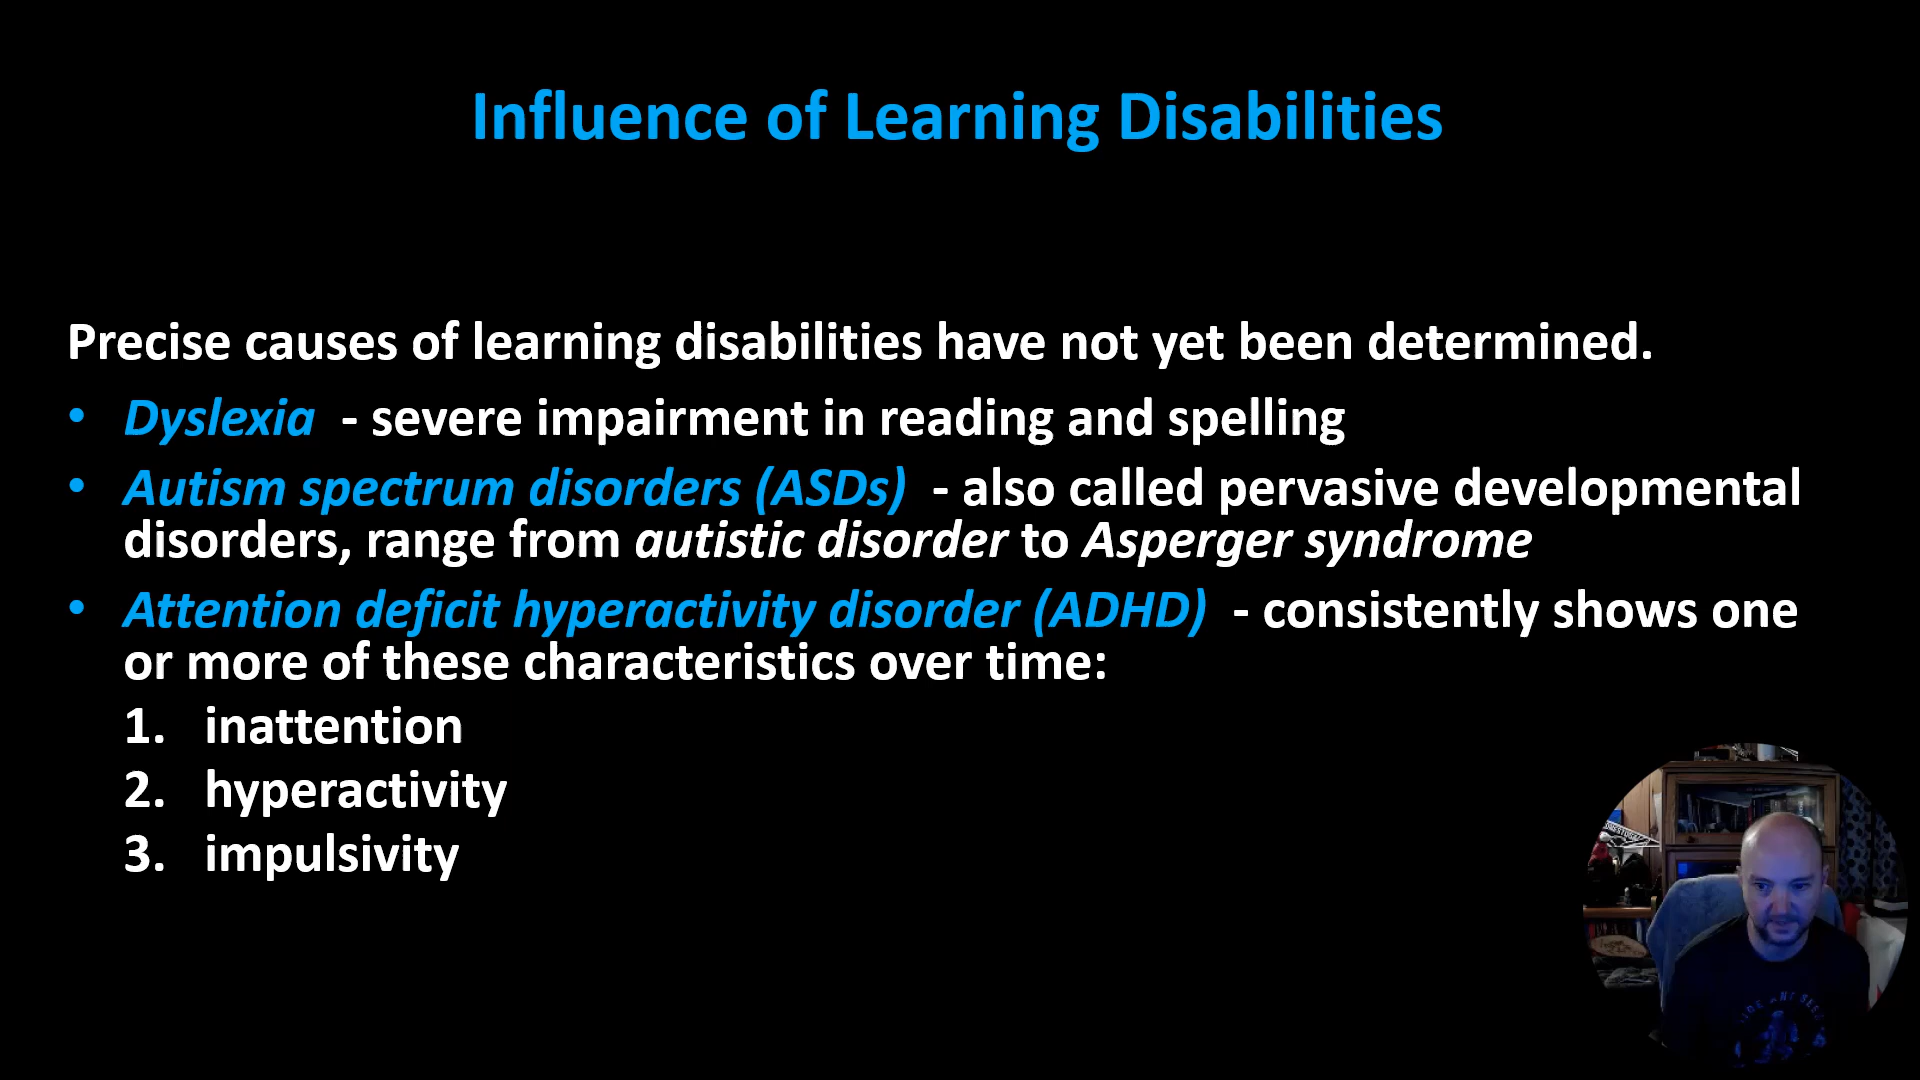 Influence of Learning Disabilities
Precise causes of learning disabilities have not yet been determined.
• Dyslexia - severe impairment in reading and spelling
• Autism spectrum disorders (ASDs) - also called pervasive developmental
disorders, range from autistic disorder to Asperger syndrome
• Attention deficit hyperactivity disorder (ADHD) - consistently shows one
or more of these characteristics over time:
1. inattention
2. hyperactivity
3. impulsivity